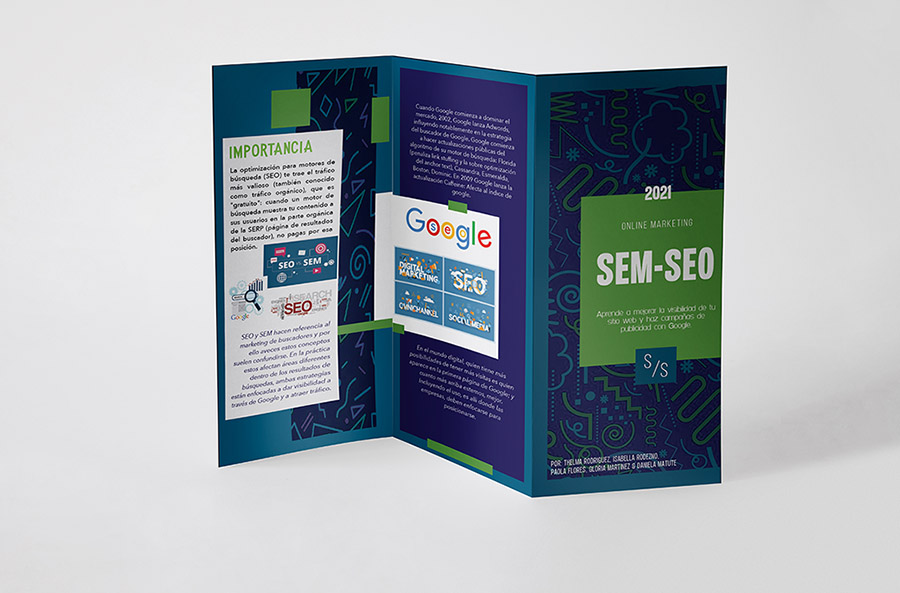 IMPORTANCIA
La optimización para motores de
búsqueda (SEO) te trae el tráfico
más valioso (también conocido
como tráfico orgánico), que es
"gratuito": cuando un motor de
búsqueda muestra tu contenido a
sus usuarios en la parte orgánica
de la SERP (página de resultados
del buscador), no pagas por esa
posición.
SEO VS SEM
SEO
Google
SEARCH
SEO
SEO y SEM hacen referencia al
marketing de buscadores y por
ello aveces estos conceptos
suelen confundirse. En la práctica
estos afectan áreas diferentes
dentro de los resultados de
búsquedas, ambas estrategias
están enfocadas a dar visibilidad a
través de Google y a atraer tráfico.
Cuando Google comienza a dominar el
mercado, 2002, Google lanza Adwords,
influyendo notablemente en la estrategia
del buscador de Google. Google comienza
a hacer actualizaciones públicas del
algoritmo de su motor de búsqueda: Florida
(penaliza link stuffing y la sobre optimización
del anchor text), Cassandra, Esmeralda,
Boston, Dominic. En 2009 Google lanza la
actualización Caffeine: Afecta al índice de
google.
Google
SEO
DIGITAL
MARKETING
SEO
OMNICHANNEL
SOCIAL MEDIA
En el mundo digital, quien tiene más
posibilidades de tener más visitas es quien
aparece en la primera página de Google; y
cuanto más arriba estemos, mejor.
Incluyendo el uso, es allí donde las
empresas, deben enfocarse para
posicionarse.
2021
ONLINE MARKETING
SEM-SEO
Aprende a mejorar la visibilidad de tu
sitio web y haz campañas de
publicidad con Google.
S/S
POR: THELMA RODRIGUEZ, ISABELLA RODEZNO,
PAOLA FLORES, GLORIA MARTINEZ & DANIELA MATUTE